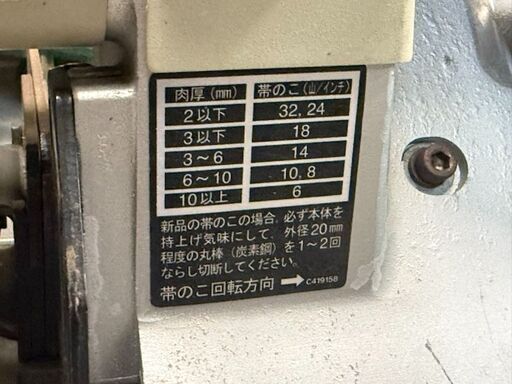 肉厚(mm) 帯のこ(山/インチ)
2以下 32,24
3以下 18
3〜6 14
6〜10 10,8
10以上 6
新品の帯のこの場合、必ず本体を
持上げ気味にして、外径20mm
程度の丸棒(炭素鋼)を1〜2回
ならし切断してください。
帯のこ回転方向 → C419158